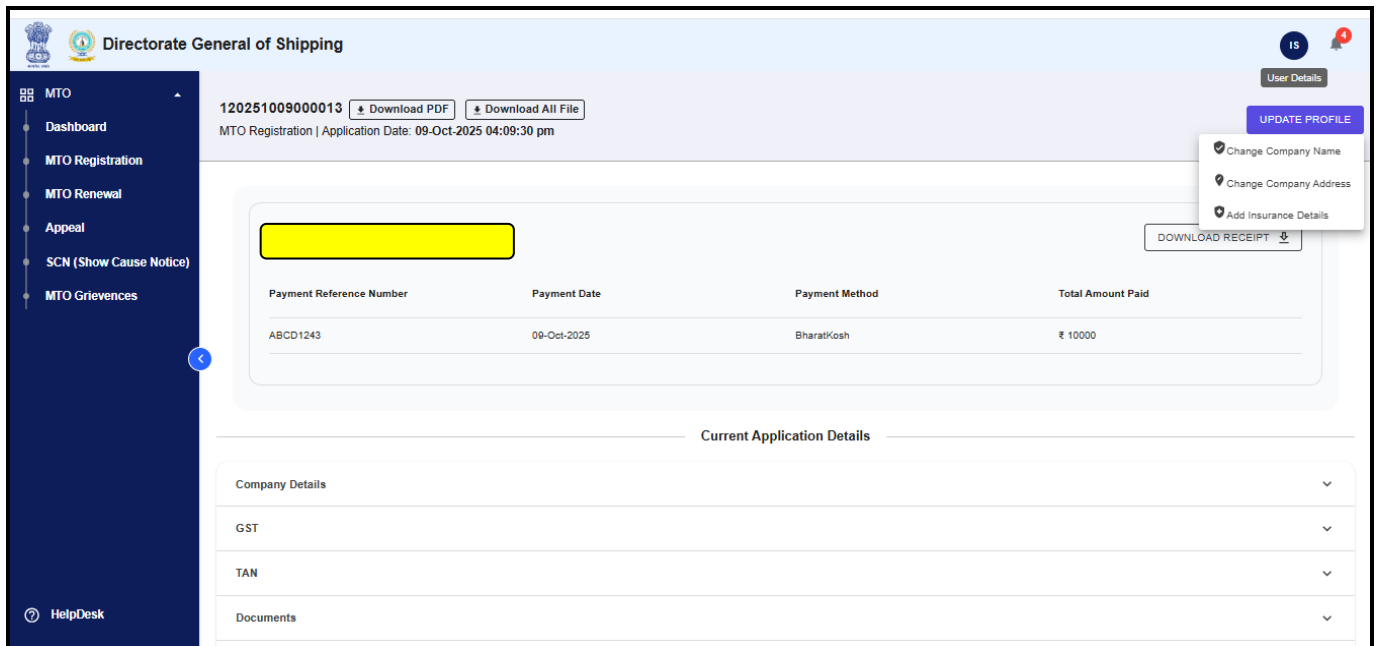 Directorate General of Shipping
IS
4
User Details
MTO
Dashboard
MTO Registration
MTO Renewal
Appeal
SCN (Show Cause Notice)
MTO Grievences
HelpDesk
120251009000013 Download PDF Download All File
MTO Registration | Application Date: 09-Oct-2025 04:09:30 pm
UPDATE PROFILE
Change Company Name
Change Company Address
Add Insurance Details
DOWNLOAD RECEIPT
Payment Reference Number Payment Date Payment Method Total Amount Paid
ABCD1243 09-Oct-2025 BharatKosh ₹ 10000
Current Application Details
Company Details
GST
TAN
Documents